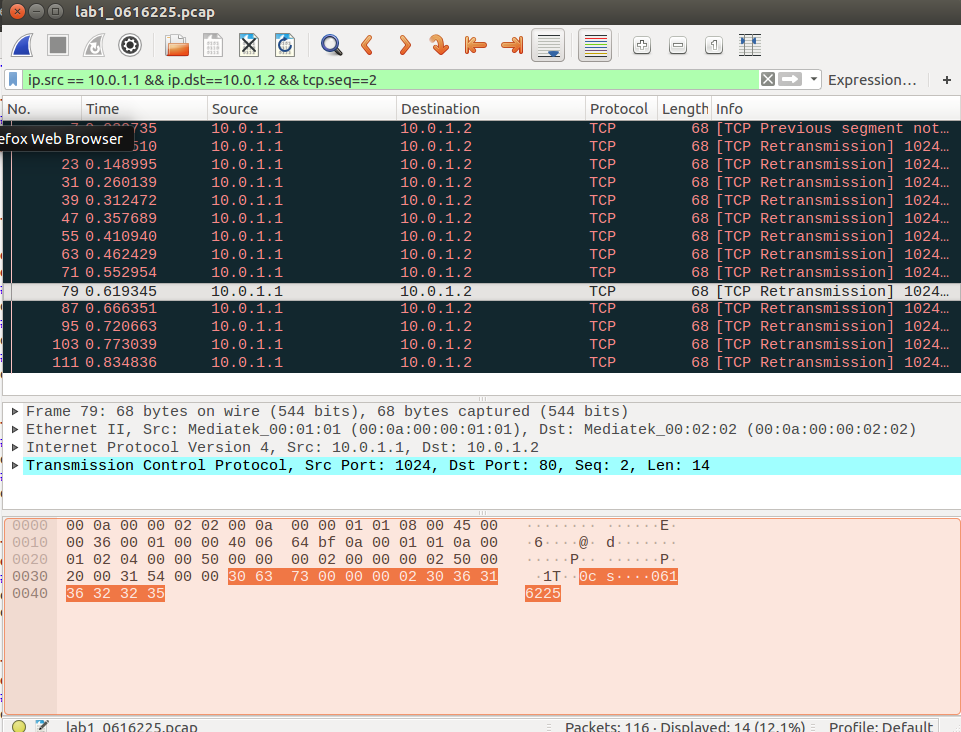 lab1_0616225.pcap
ip.src == 10.0.1.1 && ip.dst==10.0.1.2 && tcp.seq==2
Expression…
+
No. Time Source Destination Protocol Length Info
10.0.1.1 10.0.1.2 TCP 68 [TCP Previous segment not…
efox Web Browser
10.0.1.1 10.0.1.2 TCP 68 [TCP Retransmission] 1024…
23 0.148995 10.0.1.1 10.0.1.2 TCP 68 [TCP Retransmission] 1024…
31 0.260139 10.0.1.1 10.0.1.2 TCP 68 [TCP Retransmission] 1024…
39 0.312472 10.0.1.1 10.0.1.2 TCP 68 [TCP Retransmission] 1024…
47 0.357689 10.0.1.1 10.0.1.2 TCP 68 [TCP Retransmission] 1024…
55 0.410940 10.0.1.1 10.0.1.2 TCP 68 [TCP Retransmission] 1024…
63 0.462429 10.0.1.1 10.0.1.2 TCP 68 [TCP Retransmission] 1024…
71 0.552954 10.0.1.1 10.0.1.2 TCP 68 [TCP Retransmission] 1024…
79 0.619345 10.0.1.1 10.0.1.2 TCP 68 [TCP Retransmission] 1024…
87 0.666351 10.0.1.1 10.0.1.2 TCP 68 [TCP Retransmission] 1024…
95 0.720663 10.0.1.1 10.0.1.2 TCP 68 [TCP Retransmission] 1024…
103 0.773039 10.0.1.1 10.0.1.2 TCP 68 [TCP Retransmission] 1024…
111 0.834836 10.0.1.1 10.0.1.2 TCP 68 [TCP Retransmission] 1024…
Frame 79: 68 bytes on wire (544 bits), 68 bytes captured (544 bits)
Ethernet II, Src: Mediatek_00:01:01 (00:0a:00:00:01:01), Dst: Mediatek_00:02:02 (00:0a:00:00:02:02)
Internet Protocol Version 4, Src: 10.0.1.1, Dst: 10.0.1.2
Transmission Control Protocol, Src Port: 1024, Dst Port: 80, Seq: 2, Len: 14
0000 00 0a 00 00 02 02 00 0a 00 00 01 01 08 00 45 00 ········ ······E·
0010 00 36 00 01 00 00 40 06 64 bf 0a 00 01 01 0a 00 ·6····@· d·······
0020 01 02 04 00 00 50 00 00 00 02 00 00 00 02 50 00 ·····P·· ······P·
0030 20 00 31 54 00 00 30 63 73 00 00 00 02 30 36 31 ·1T··0c s····061
0040 36 32 32 35 6225
lab1_0616225.pcap
Packets: 116 · Displayed: 14 (12.1%)
Profile: Default